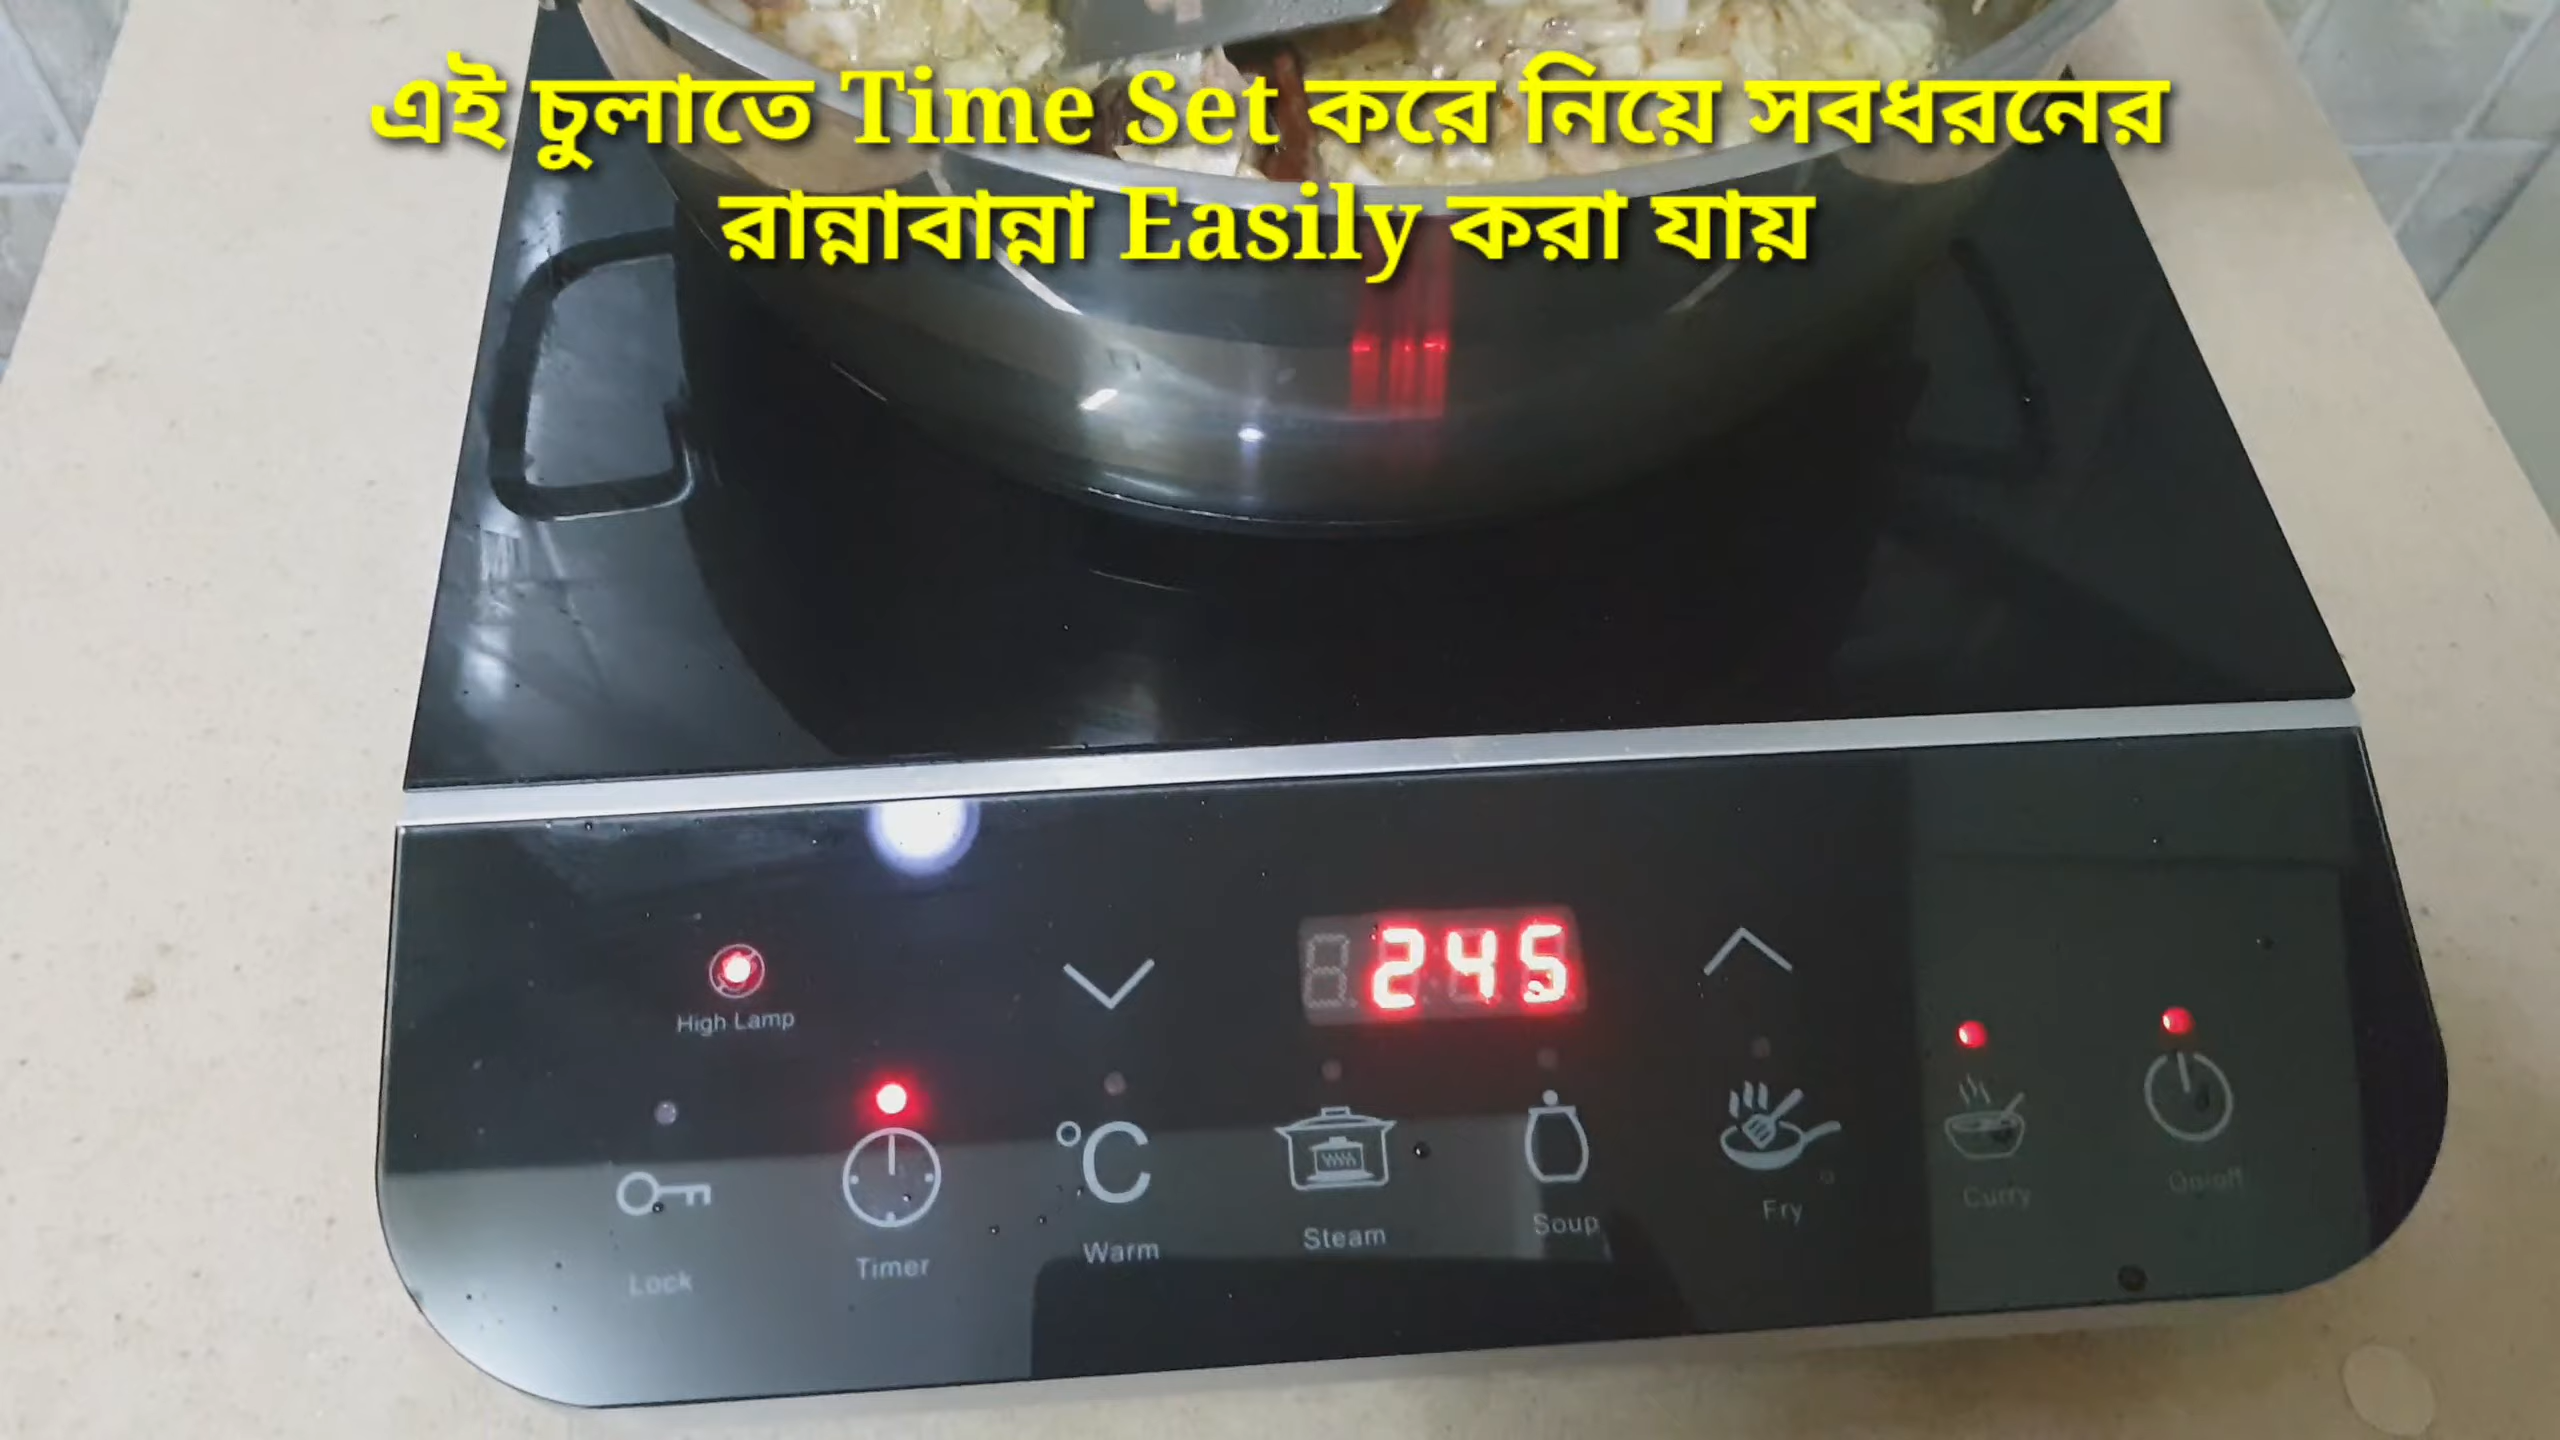 এই চুলাতে Time Set করে নিয়ে সবধরনের
রান্নাবান্না Easily করা যায়
245
High Lamp
°C
Lock
Timer
Warm
Steam
Soup
Fry
Curry
On/off